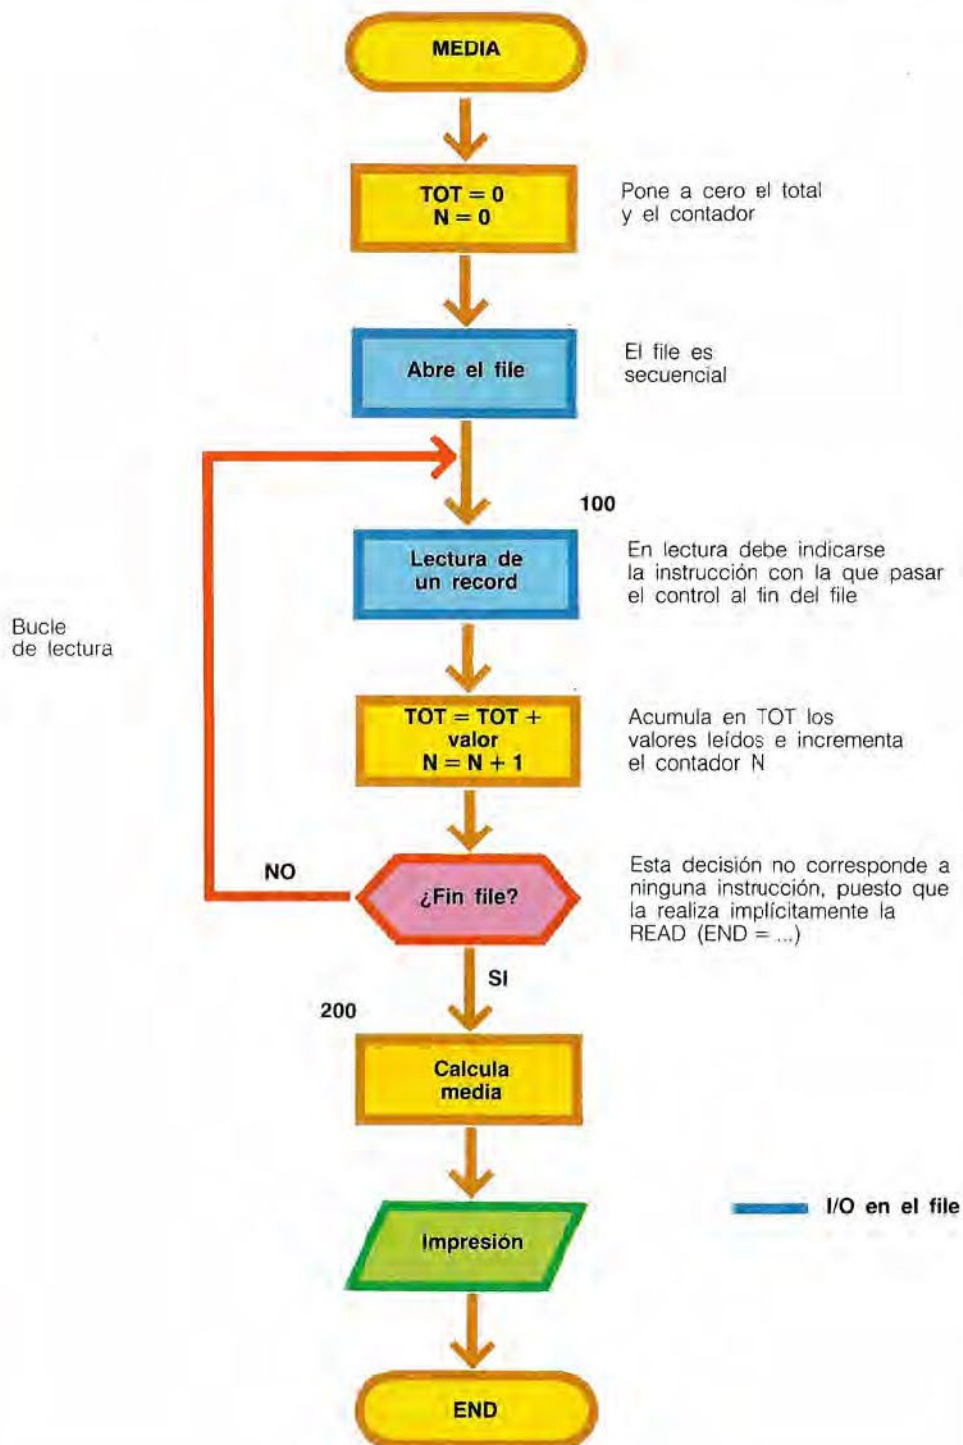 MEDIA
TOT = 0
N = 0
Pone a cero el total
y el contador
Abre el file
El file es
secuencial
100
Lectura de
un record
En lectura debe indicarse
la instrucción con la que pasar
el control al fin del file
Bucle
de lectura
TOT = TOT +
valor
N = N + 1
Acumula en TOT los
valores leídos e incrementa
el contador N
NO
¿Fin file?
Esta decisión no corresponde a
ninguna instrucción, puesto que
la realiza implícitamente la
READ (END = ...)
SI
200
Calcula
media
I/O en el file
Impresión
END